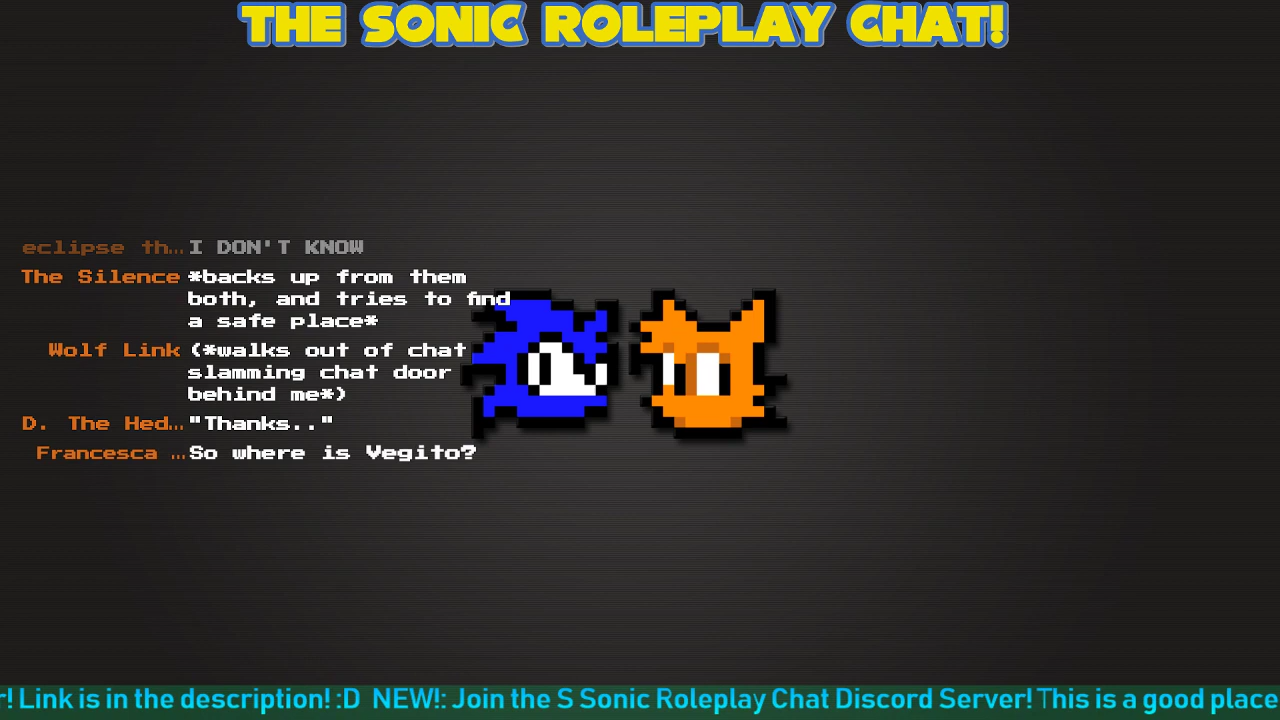 THE SONIC ROLEPLAY CHAT!
eclipse th... I DON'T KNOW
The Silence *backs up from them
both, and tries to find
a safe place*
Wolf Link (*walks out of chat
slamming chat door
behind me*)
D. The Hed... "Thanks.."
Francesca ... So where is Vegito?
r! Link is in the description! :D NEW!: Join the S Sonic Roleplay Chat Discord Server! This is a good place